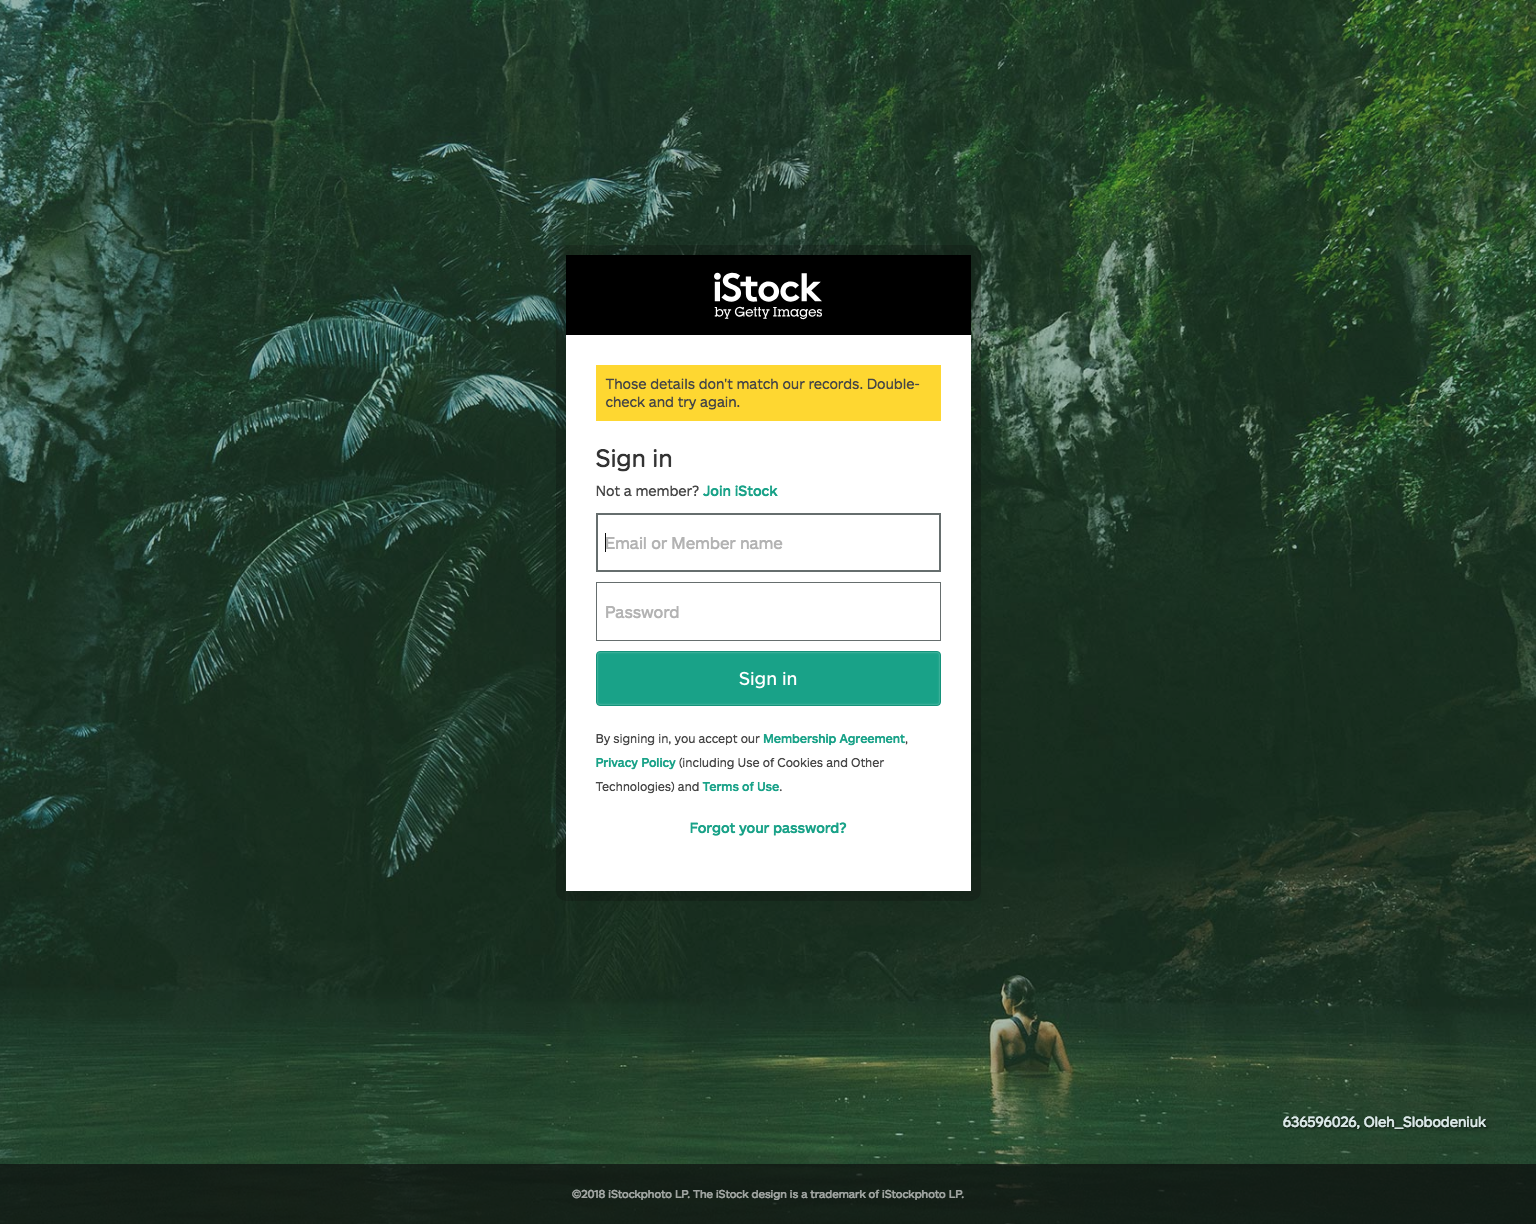 iStock
by Getty Images
Those details don't match our records. Double-
check and try again.
Sign in
Not a member? Join iStock
Email or Member name
Password
Sign in
By signing in, you accept our Membership Agreement,
Privacy Policy (including Use of Cookies and Other
Technologies) and Terms of Use.
Forgot your password?
636596026, Oleh_Slobodeniuk
©2018 iStockphoto LP. The iStock design is a trademark of iStockphoto LP.